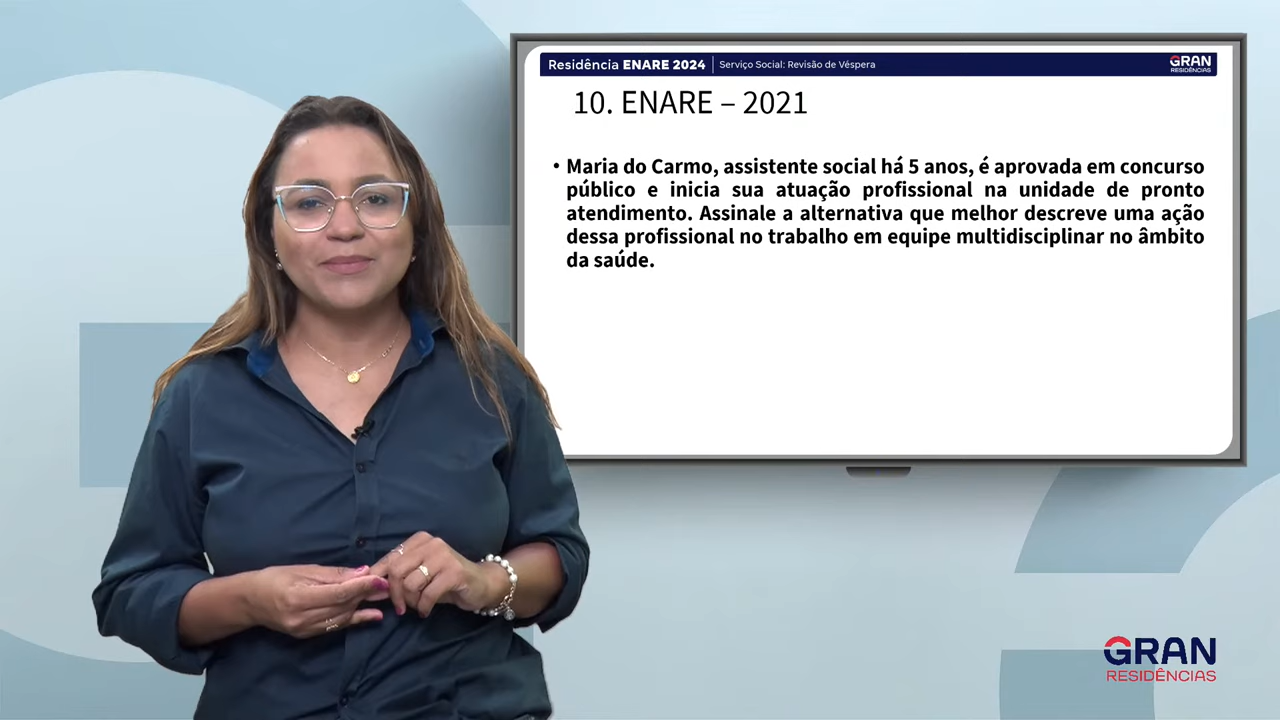 Residência ENARE 2024 | Serviço Social: Revisão de Véspera
GRAN
RESIDÊNCIAS
10. ENARE – 2021
• Maria do Carmo, assistente social há 5 anos, é aprovada em concurso
público e inicia sua atuação profissional na unidade de pronto
atendimento. Assinale a alternativa que melhor descreve uma ação
dessa profissional no trabalho em equipe multidisciplinar no âmbito
da saúde.
GRAN
RESIDÊNCIAS